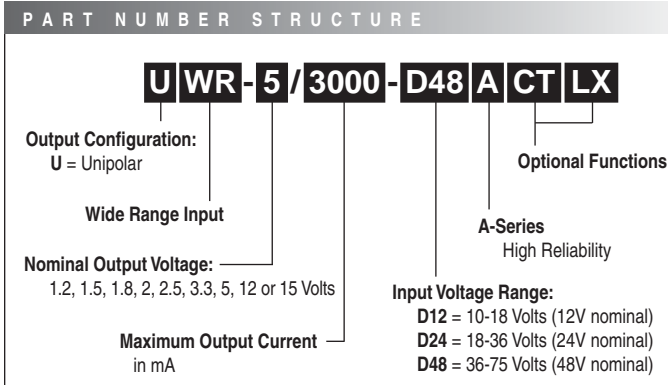 PART NUMBER STRUCTURE
U WR - 5 / 3000 - D48 A CT LX
Output Configuration:
U = Unipolar
Optional Functions
Wide Range Input
A-Series
High Reliability
Nominal Output Voltage:
1.2, 1.5, 1.8, 2, 2.5, 3.3, 5, 12 or 15 Volts
Input Voltage Range:
D12 = 10-18 Volts (12V nominal)
D24 = 18-36 Volts (24V nominal)
D48 = 36-75 Volts (48V nominal)
Maximum Output Current
in mA